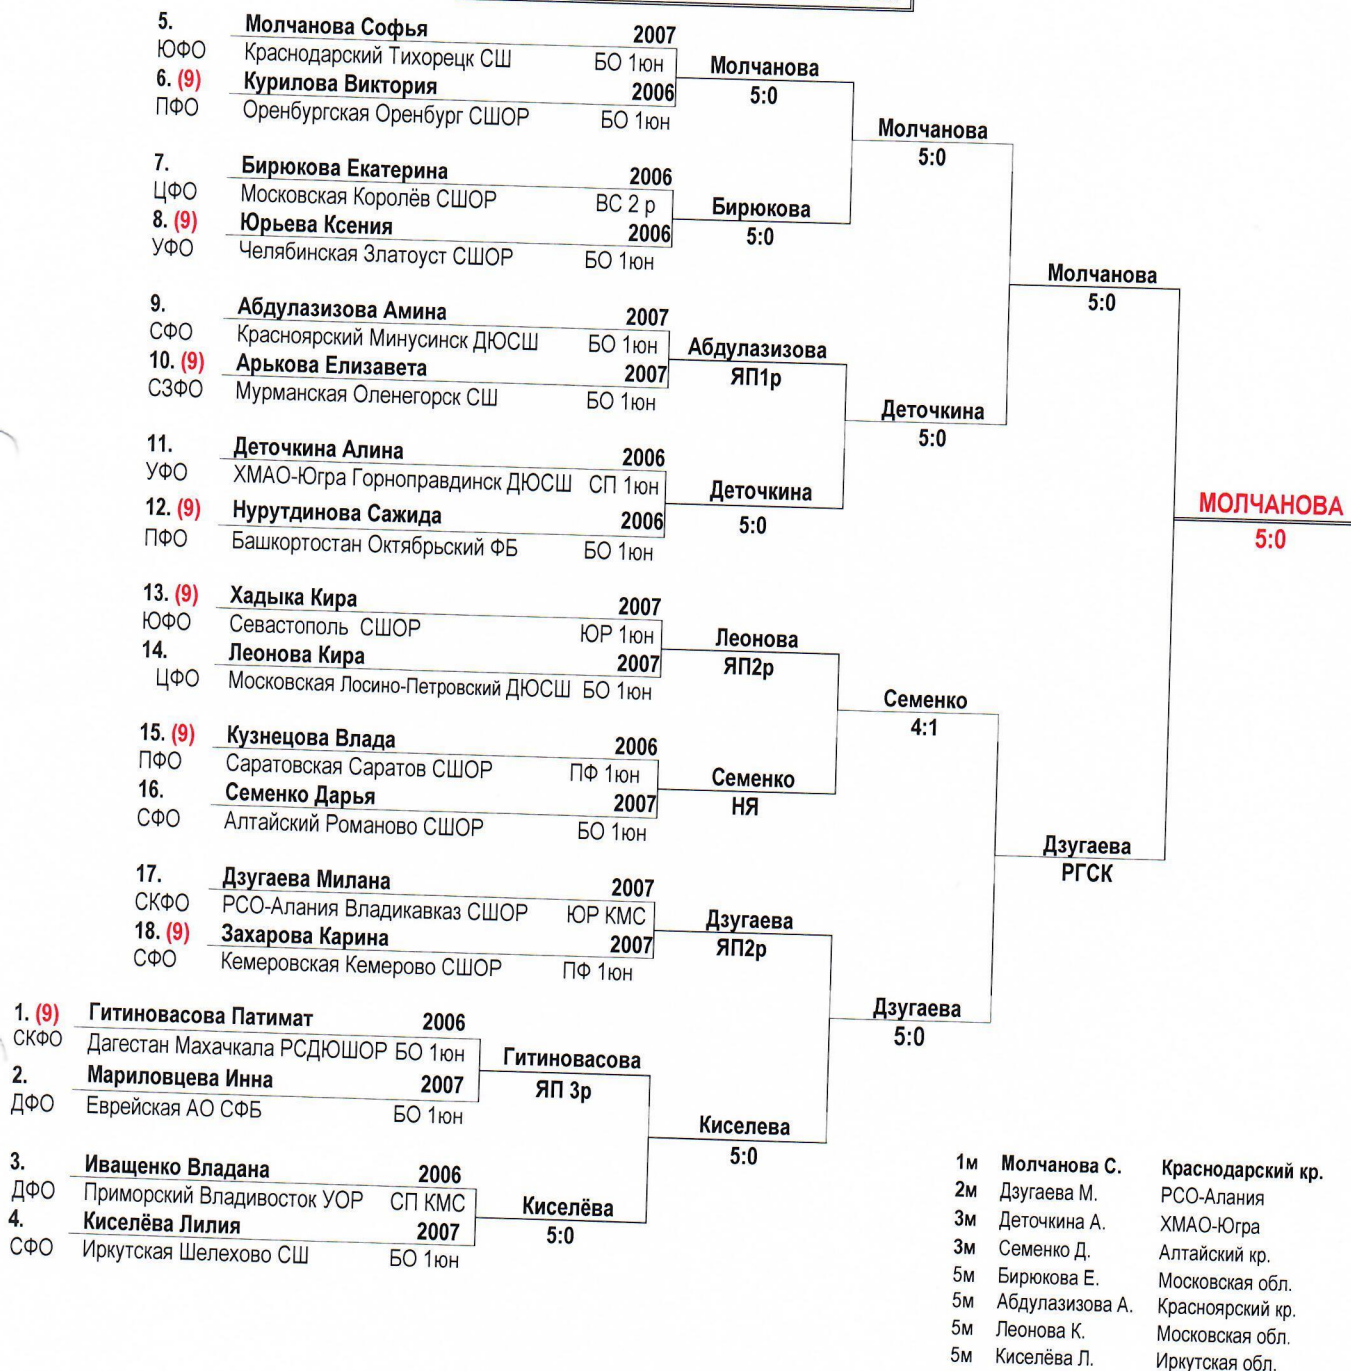 5. Молчанова Софья 2007
ЮФО Краснодарский Тихорецк СШ БО 1юн
Молчанова
6. (9) Курилова Виктория 2006
5:0
ПФО Оренбургская Оренбург СШОР БО 1юн
Молчанова
5:0
7. Бирюкова Екатерина 2006
ЦФО Московская Королёв СШОР ВС 2 р
Бирюкова
8. (9) Юрьева Ксения 2006
5:0
УФО Челябинская Златоуст СШОР БО 1юн
Молчанова
5:0
9. Абдулазизова Амина 2007
СФО Красноярский Минусинск ДЮСШ БО 1юн
Абдулазизова
10. (9) Арькова Елизавета 2007
ЯП1р
СЗФО Мурманская Оленегорск СШ БО 1юн
Деточкина
5:0
11. Деточкина Алина 2006
УФО ХМАО-Югра Горноправдинск ДЮСШ СП 1юн
Деточкина
12. (9) Нурутдинова Сажида 2006
5:0
ПФО Башкортостан Октябрьский ФБ БО 1юн
МОЛЧАНОВА
5:0
13. (9) Хадыка Кира 2007
ЮФО Севастополь СШОР ЮР 1юн
Леонова
14. Леонова Кира 2007
ЯП2р
ЦФО Московская Лосино-Петровский ДЮСШ БО 1юн
Семенко
4:1
15. (9) Кузнецова Влада 2006
ПФО Саратовская Саратов СШОР ПФ 1юн
Семенко
16. Семенко Дарья 2007
НЯ
СФО Алтайский Романово СШОР БО 1юн
Дзугаева
РГСК
17. Дзугаева Милана 2007
СКФО РСО-Алания Владикавказ СШОР ЮР КМС
Дзугаева
18. (9) Захарова Карина 2007
ЯП2р
СФО Кемеровская Кемерово СШОР ПФ 1юн
Дзугаева
5:0
1. (9) Гитиновасова Патимат 2006
СКФО Дагестан Махачкала РСДЮШОР БО 1юн
Гитиновасова
2. Мариловцева Инна 2007
ЯП 3р
ДФО Еврейская АО СФБ БО 1юн
Киселева
5:0
3. Иващенко Владана 2006
ДФО Приморский Владивосток УОР СП КМС
Киселёва
4. Киселёва Лилия 2007
5:0
СФО Иркутская Шелехово СШ БО 1юн
1м Молчанова С. Краснодарский кр.
2м Дзугаева М. РСО-Алания
3м Деточкина А. ХМАО-Югра
3м Семенко Д. Алтайский кр.
5м Бирюкова Е. Московская обл.
5м Абдулазизова А. Красноярский кр.
5м Леонова К. Московская обл.
5м Киселёва Л. Иркутская обл.